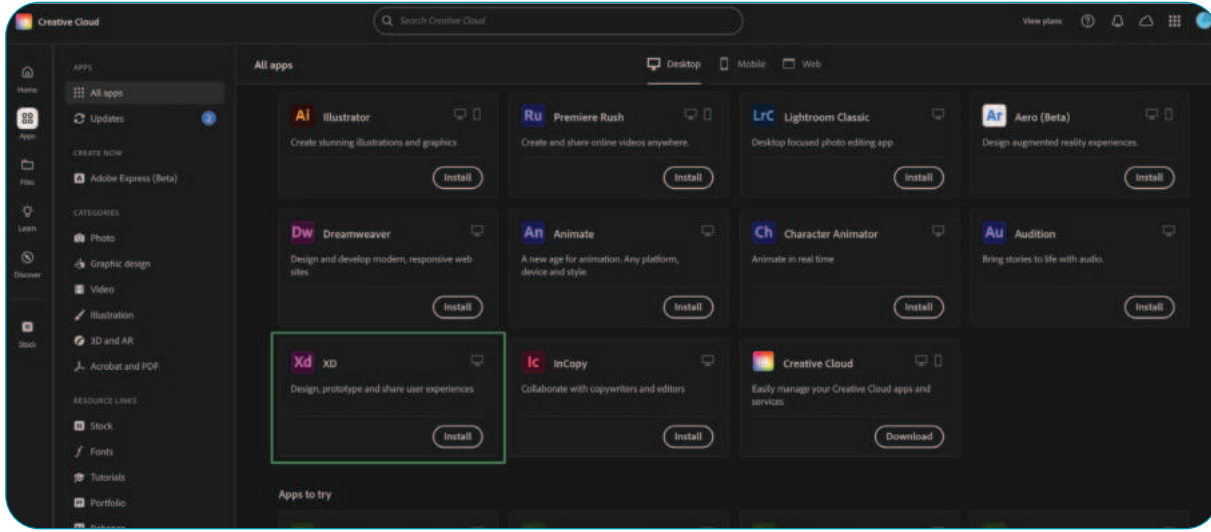 Creative Cloud
Search Creative Cloud
View plans
Home
Apps
Files
Learn
Discover
Stock
APPS
All apps
Updates
2
CREATE NOW
Adobe Express (Beta)
CATEGORIES
Photo
Graphic design
Video
Illustration
3D and AR
Acrobat and PDF
RESOURCE LINKS
Stock
Fonts
Tutorials
Portfolio
Behance
All apps
Desktop
Mobile
Web
Ai Illustrator
Create stunning illustrations and graphics
Install
Ru Premiere Rush
Create and share online videos anywhere.
Install
LrC Lightroom Classic
Desktop focused photo editing app
Install
Ar Aero (Beta)
Design augmented reality experiences.
Install
Dw Dreamweaver
Design and develop modern, responsive web
sites
Install
An Animate
A new age for animation. Any platform,
device and style.
Install
Ch Character Animator
Animate in real time
Install
Au Audition
Bring stories to life with audio.
Install
Xd XD
Design, prototype and share user experiences
Install
Ic InCopy
Collaborate with copywriters and editors
Install
Creative Cloud
Easily manage your Creative Cloud apps and
services
Download
Apps to try